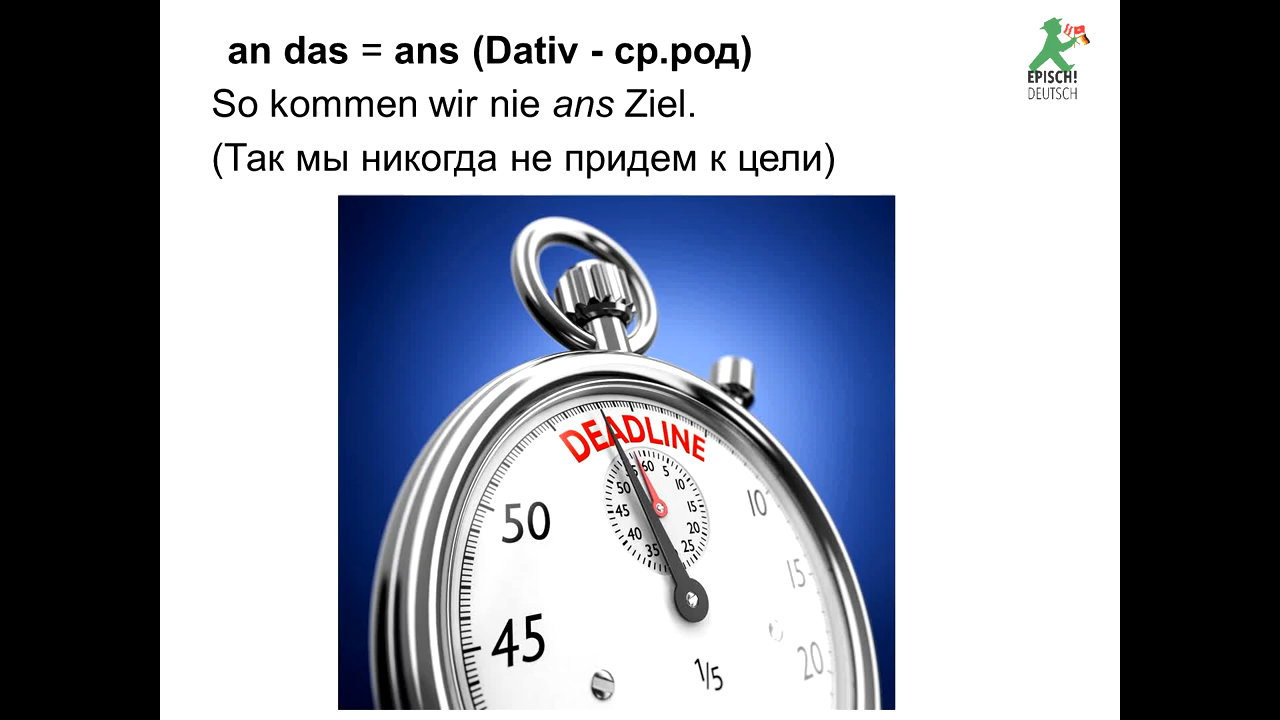 an das = ans (Dativ - ср.род)
EPISCH!
DEUTSCH
So kommen wir nie ans Ziel.
(Так мы никогда не придем к цели)
DEADLINE
60
5
10
15
20
25
35
40
45
50
50
45
10
15
20
1/5